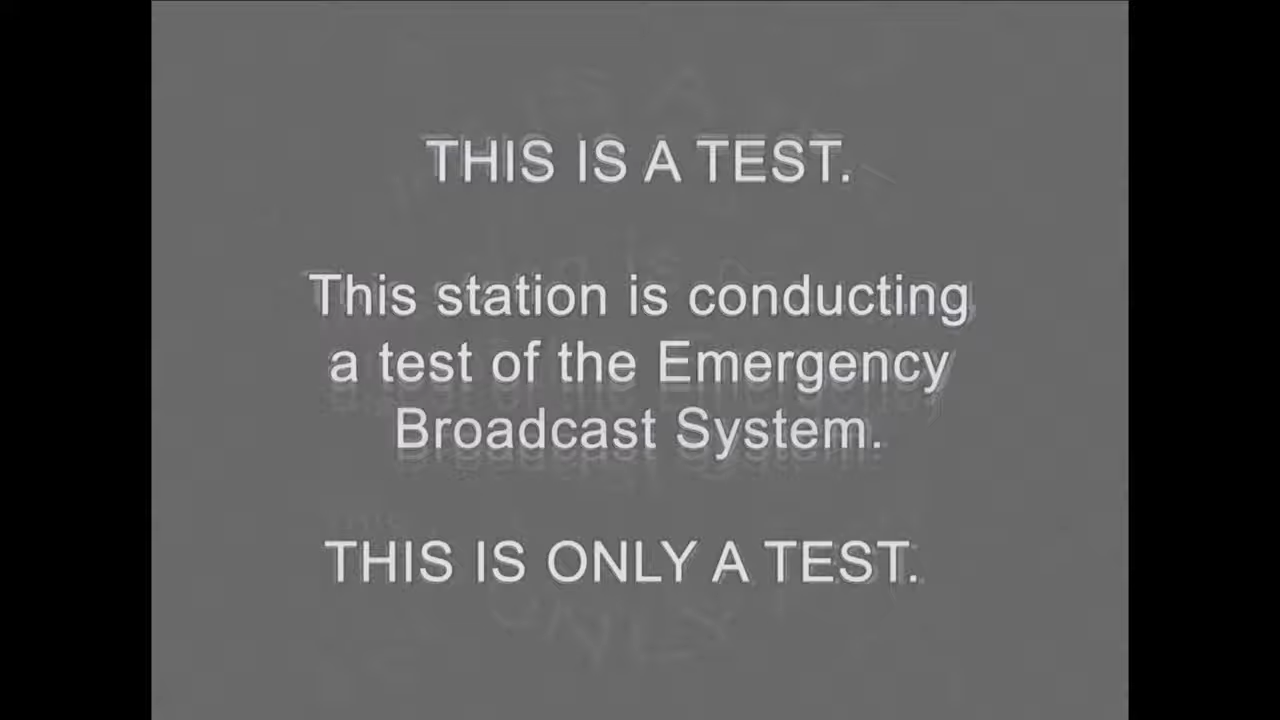 THIS IS A TEST.
This station is conducting
a test of the Emergency
Broadcast System.
THIS IS ONLY A TEST.